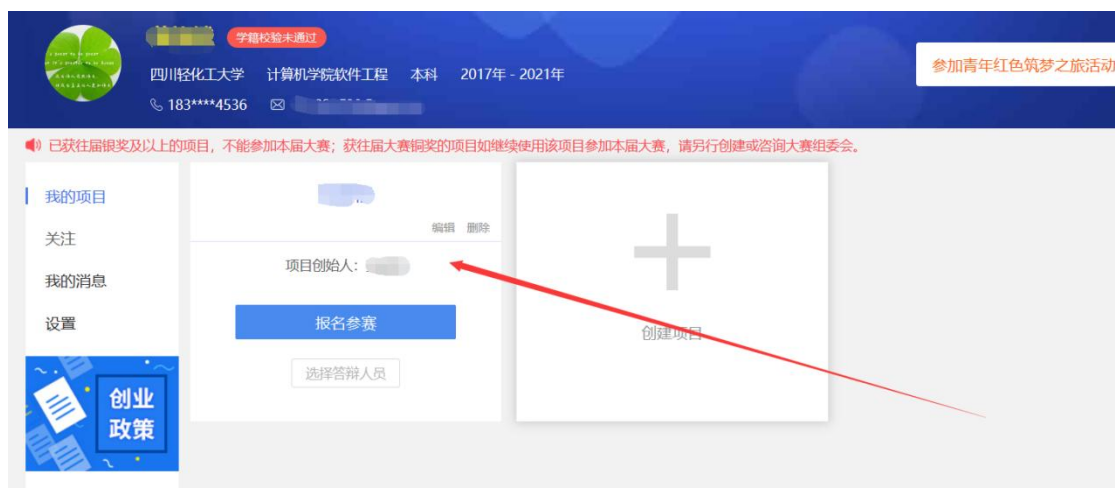 学籍校验未通过
四川轻化工大学 计算机学院软件工程 本科 2017年 - 2021年
183****4536
参加青年红色筑梦之旅活动
已获往届银奖及以上的项目，不能参加本届大赛；获往届大赛铜奖的项目如继续使用该项目参加本届大赛，请另行创建或咨询大赛组委会。
我的项目
关注
我的消息
设置
编辑 删除
项目创始人：
报名参赛
选择答辩人员
创建项目
创业
政策